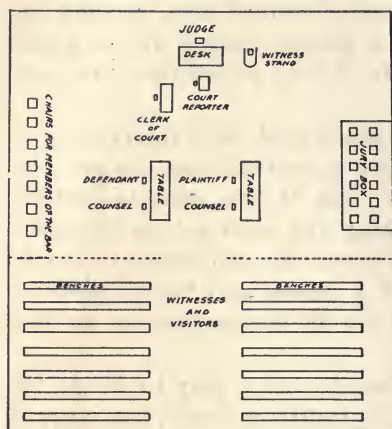 JUDGE
DESK
WITNESS
STAND
COURT
REPORTER
CLERK
OF
COURT
CHAIRS FOR MEMBERS OF THE BAR
DEFENDANT
COUNSEL
TABLE
PLAINTIFF
COUNSEL
TABLE
JURY BOX
BENCHES
BENCHES
WITNESSES
AND
VISITORS